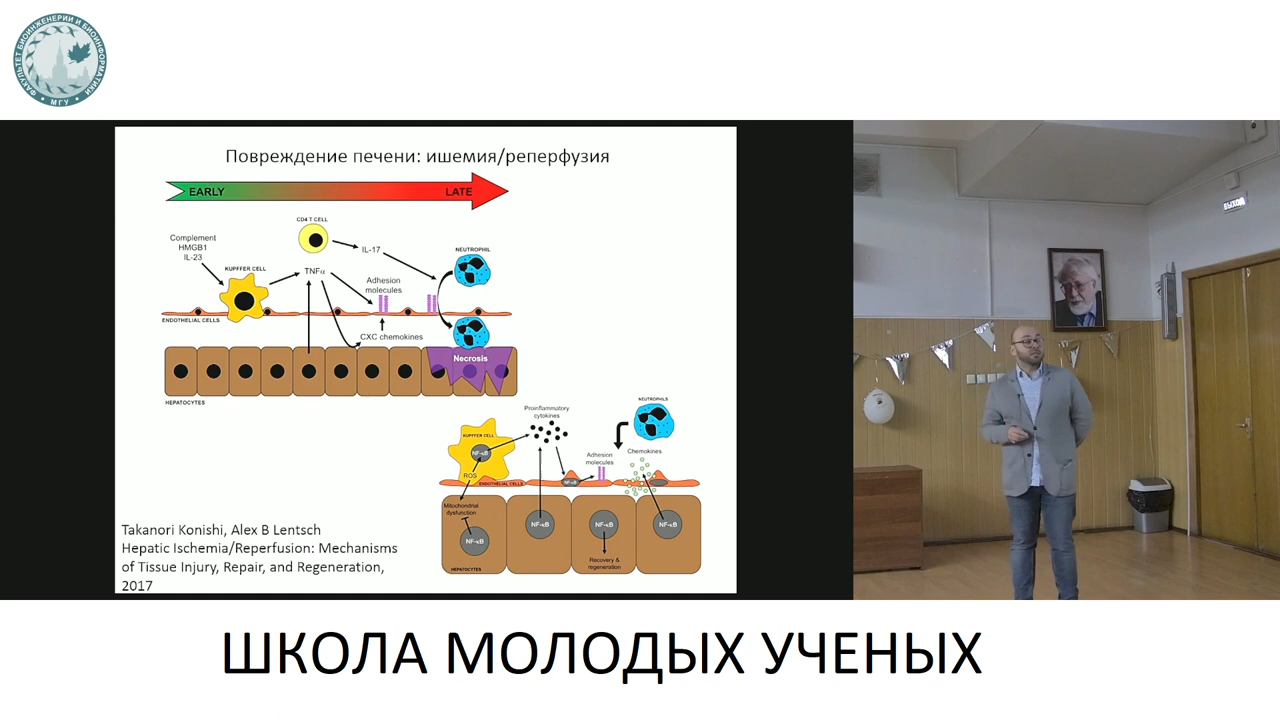 ФАКУЛЬТЕТ БИОИНЖЕНЕРИИ И БИОИНФОРМАТИКИ
• МГУ •
Повреждение печени: ишемия/реперфузия
EARLY
LATE
CD4 T CELL
Complement
HMGB1
IL-23
IL-17
NEUTROPHIL
KUPFFER CELL
TNFα
Adhesion
molecules
ENDOTHELIAL CELLS
CXC chemokines
Necrosis
HEPATOCYTES
Proinflammatory
cytokines
NEUTROPHILS
KUPFFER CELL
NF-κB
Adhesion
molecules
Chemokines
ROS
ENDOTHELIAL CELLS
NF-κB
Mitochondrial
dysfunction
NF-κB
NF-κB
NF-κB
NF-κB
Recovery &
regeneration
HEPATOCYTES
Takanori Konishi, Alex B Lentsch
Hepatic Ischemia/Reperfusion: Mechanisms
of Tissue Injury, Repair, and Regeneration,
2017
ВЫХОД
ШКОЛА МОЛОДЫХ УЧЕНЫХ